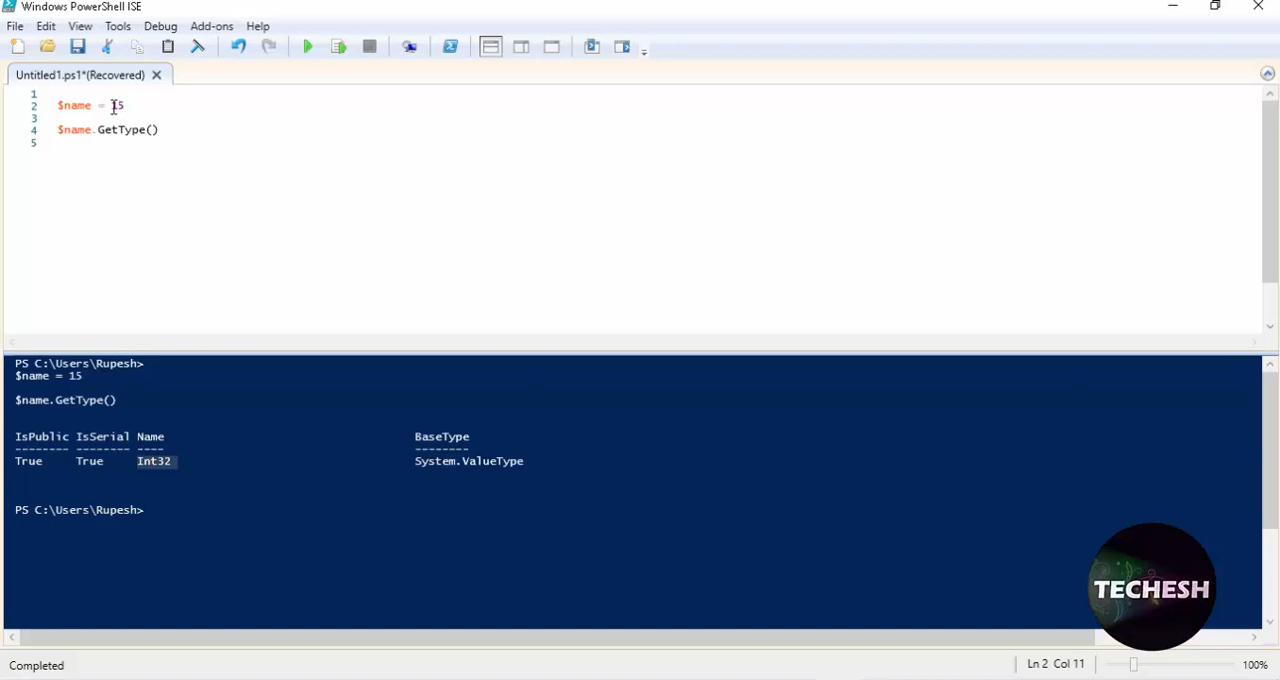 Windows PowerShell ISE
File Edit View Tools Debug Add-ons Help
Untitled1.ps1*(Recovered)
1
2 $name = 15
3
4 $name.GetType()
5
PS C:\Users\Rupesh>
$name = 15
$name.GetType()
IsPublic IsSerial Name BaseType
-------- -------- ---- --------
True True Int32 System.ValueType
PS C:\Users\Rupesh>
TECHESH
Completed Ln 2 Col 11 100%